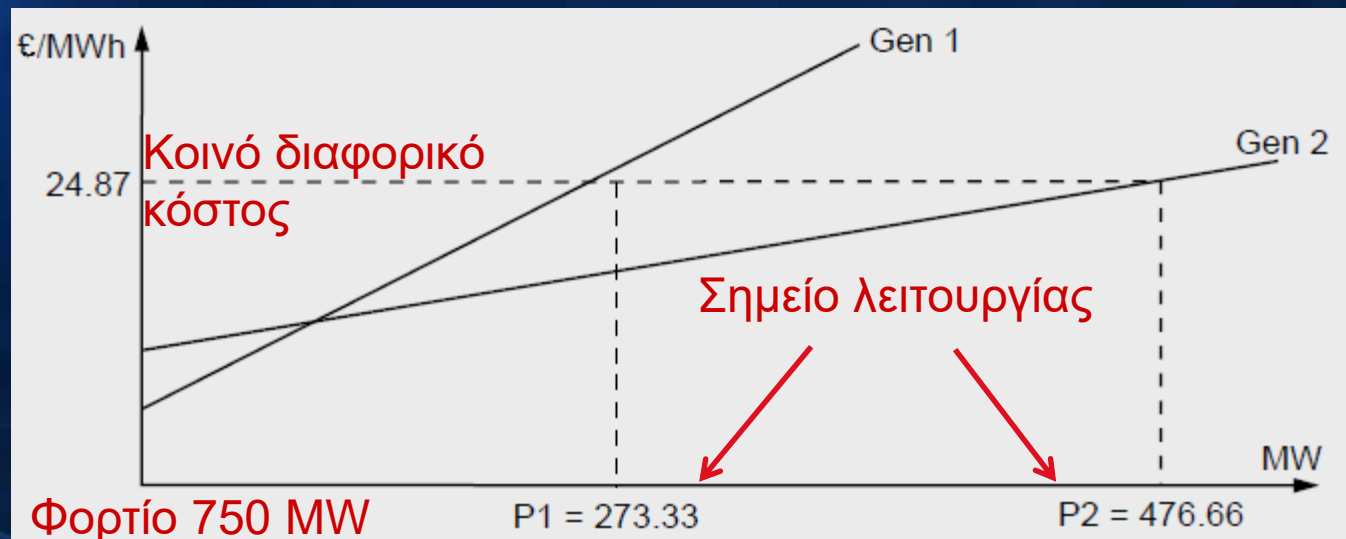 €/MWh
Gen 1
Κοινό διαφορικό
Gen 2
24.87
κόστος
Σημείο λειτουργίας
MW
Φορτίο 750 MW
P1 = 273.33
P2 = 476.66